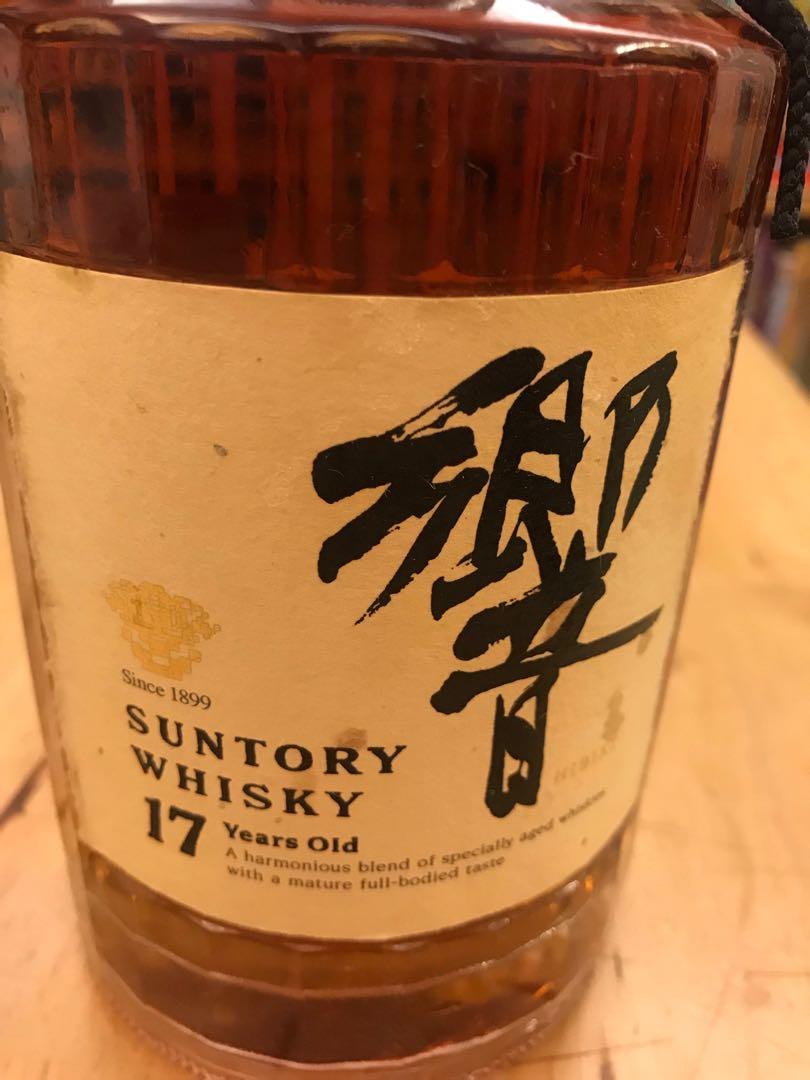 響
HIBIKI
Since 1899
SUNTORY
WHISKY
17 Years Old
A harmonious blend of specially aged whiskies
with a mature full-bodied taste